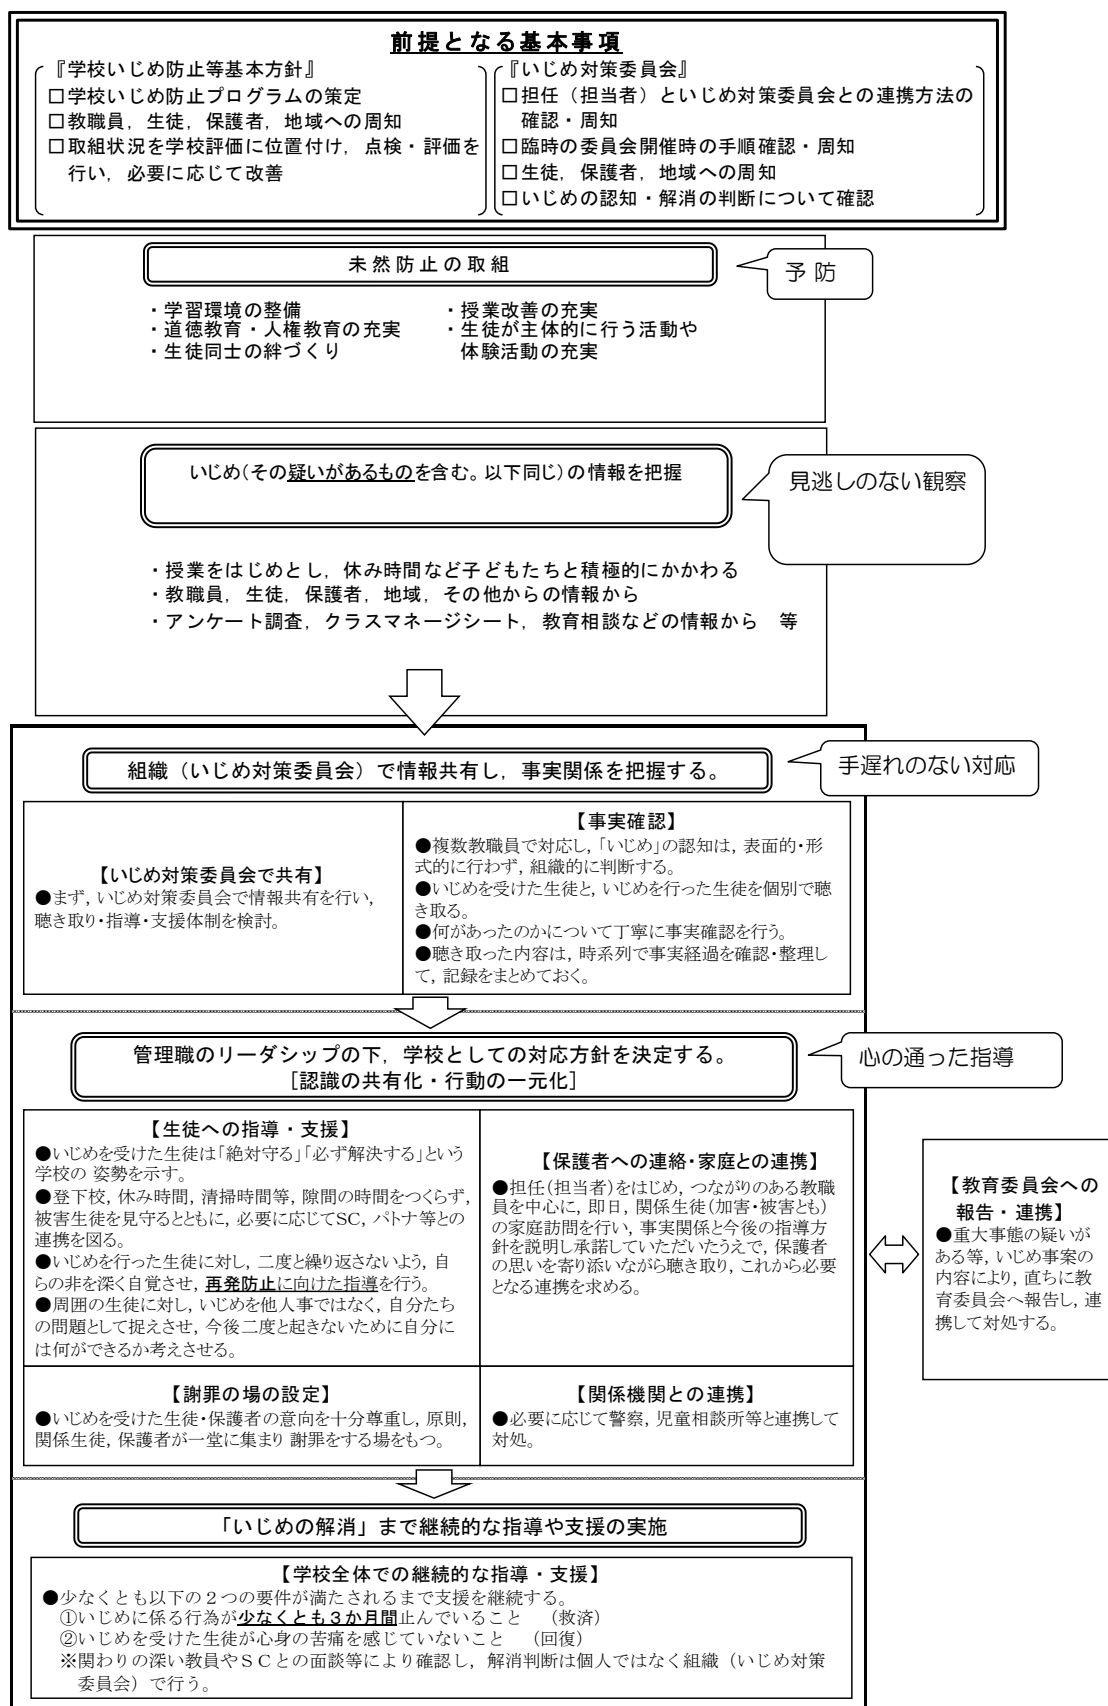 前提となる基本事項
『学校いじめ防止等基本方針』
□学校いじめ防止プログラムの策定
□教職員，生徒，保護者，地域への周知
□取組状況を学校評価に位置付け，点検・評価を
行い，必要に応じて改善
『いじめ対策委員会』
□担任（担当者）といじめ対策委員会との連携方法の
確認・周知
□臨時の委員会開催時の手順確認・周知
□生徒，保護者，地域への周知
□いじめの認知・解消の判断について確認
未然防止の取組
予防
・学習環境の整備
・道徳教育・人権教育の充実
・生徒同士の絆づくり
・授業改善の充実
・生徒が主体的に行う活動や
体験活動の充実
いじめ（その疑いがあるものを含む。以下同じ）の情報を把握
見逃しのない観察
・授業をはじめとし，休み時間など子どもたちと積極的にかかわる
・教職員，生徒，保護者，地域，その他からの情報から
・アンケート調査，クラスマネージシート，教育相談などの情報から　等
組織（いじめ対策委員会）で情報共有し，事実関係を把握する。
手遅れのない対応
【いじめ対策委員会で共有】
●まず，いじめ対策委員会で情報共有を行い，
聴き取り・指導・支援体制を検討。
【事実確認】
●複数教職員で対応し，「いじめ」の認知は，表面的・形
式的に行わず，組織的に判断する。
●いじめを受けた生徒と，いじめを行った生徒を個別で聴
き取る。
●何があったのかについて丁寧に事実確認を行う。
●聴き取った内容は，時系列で事実経過を確認・整理し
て，記録をまとめておく。
管理職のリーダシップの下，学校としての対応方針を決定する。
［認識の共有化・行動の一元化］
心の通った指導
【生徒への指導・支援】
●いじめを受けた生徒は「絶対守る」「必ず解決する」という
学校の 姿勢を示す。
●登下校，休み時間，清掃時間等，隙間の時間をつくらず，
被害生徒を見守るとともに，必要に応じてSC，パトナ等との
連携を図る。
●いじめを行った生徒に対し，二度と繰り返さないよう，自
らの非を深く自覚させ，再発防止に向けた指導を行う。
●周囲の生徒に対し，いじめを他人事ではなく，自分たち
の問題として捉えさせ，今後二度と起きないために自分に
は何ができるか考えさせる。
【保護者への連絡・家庭との連携】
●担任（担当者）をはじめ，つながりのある教職
員を中心に，即日，関係生徒（加害・被害とも）
の家庭訪問を行い，事実関係と今後の指導方
針を説明し承諾していただいたうえで，保護者
の思いを寄り添いながら聴き取り，これから必要
となる連携を求める。
【教育委員会への
報告・連携】
●重大事態の疑いが
ある等，いじめ事案の
内容により，直ちに教
育委員会へ報告し，連
携して対処する。
【謝罪の場の設定】
●いじめを受けた生徒・保護者の意向を十分尊重し，原則，
関係生徒，保護者が一堂に集まり 謝罪をする場をもつ。
【関係機関との連携】
●必要に応じて警察，児童相談所等と連携して
対処。
「いじめの解消」まで継続的な指導や支援の実施
【学校全体での継続的な指導・支援】
●少なくとも以下の２つの要件が満たされるまで支援を継続する。
①いじめに係る行為が少なくとも３か月間止んでいること　（救済）
②いじめを受けた生徒が心身の苦痛を感じていないこと　（回復）
※関わりの深い教員やＳＣとの面談等により確認し，解消判断は個人ではなく組織（いじめ対策
委員会）で行う。